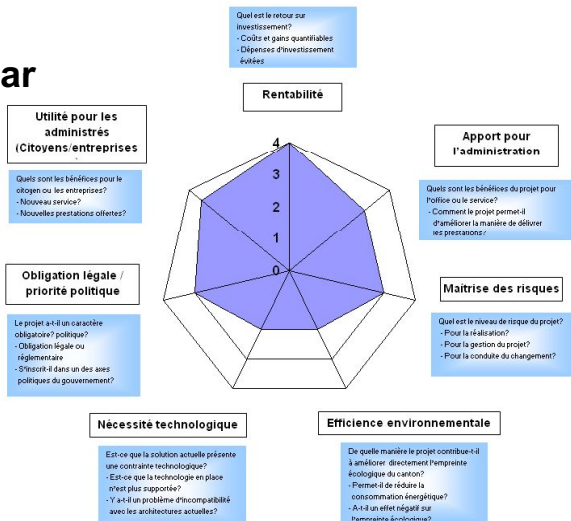 Quel est le retour sur
investissement?
- Coûts et gains quantifiables
- Dépenses d'investissement
évitées
ar
Rentabilité
Utilité pour les
administrés
(Citoyens/entreprises
Quels sont les bénéfices pour le
citogen ou les entreprises?
- Nouveau service?
- Nouvelles prestations offertes?
Apport pour
l'administration
Quels sont les bénéfices du projet pour
l'office ou le service?
- Comment le projet permet-il
d'améliorer la manière de délivrer
les prestations?
4
3
2
1
0
Obligation légale /
priorité politique
Le projet a-t-il un caractère
obligatoire? politique?
- Obligation légale ou
réglementaire
- S'inscrit-il dans un des axes
politiques du gouvernement?
Maîtrise des risques
Quel est le niveau de risque du projet?
- Pour la réalisation?
- Pour la gestion du projet?
- Pour la conduite du changement?
Nécessité technologique
Est-ce que la solution actuelle présente
une contrainte technologique?
- Est-ce que la technologie en place
n'est plus supportée?
- Y a-t-il un problème d'incompatibilité
avec les architectures actuelles?
Efficience environnementale
De quelle manière le projet contribue-t-il
à améliorer directement l'empreinte
écologique du canton?
- Permet-il de réduire la
consommation énergétique?
- A-t-il un effet négatif sur
l'empreinte écologique?